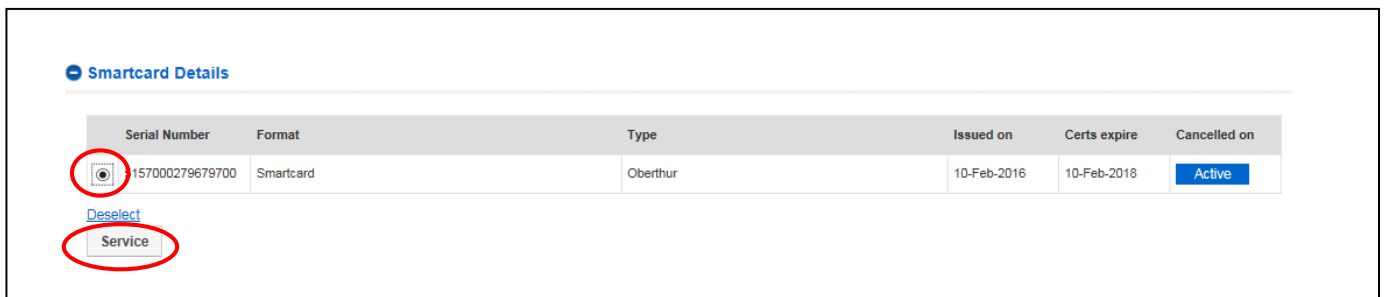 Smartcard Details
Serial Number Format Type Issued on Certs expire Cancelled on
157000279679700 Smartcard Oberthur 10-Feb-2016 10-Feb-2018 Active
Deselect
Service